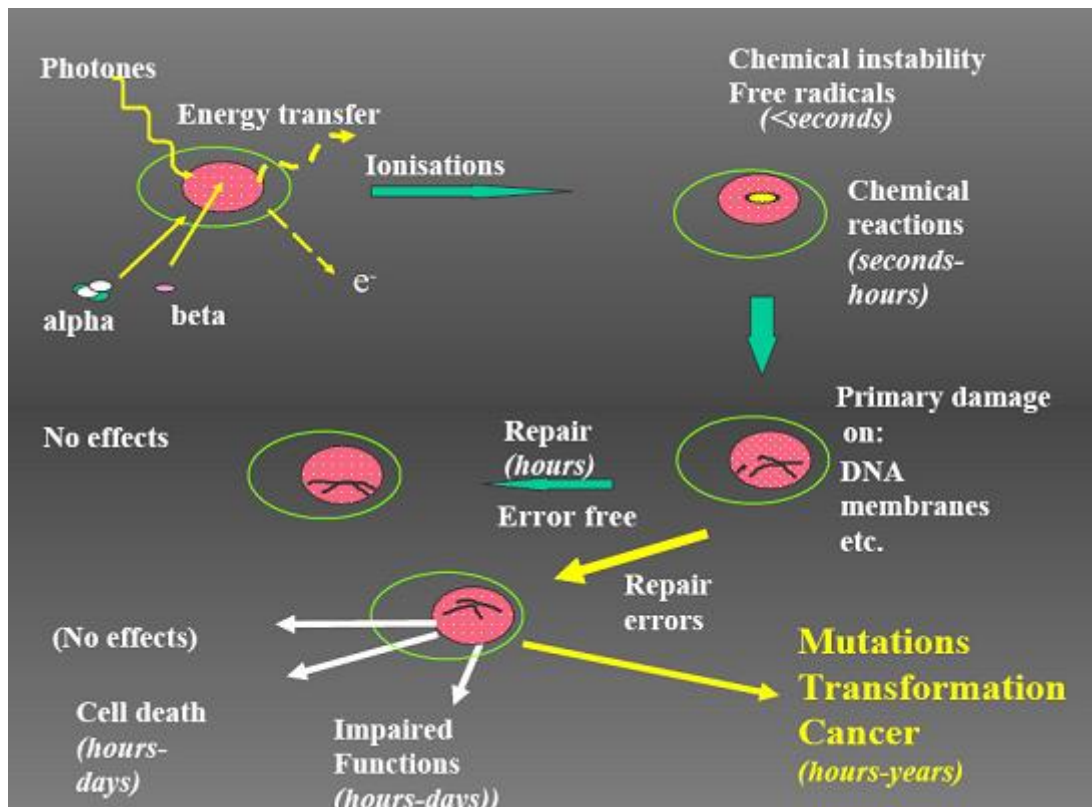 Photones
Energy transfer
Ionisations
alpha
beta
e-
Chemical instability
Free radicals
(<seconds)
Chemical
reactions
(seconds-
hours)
Primary damage
on:
DNA
membranes
etc.
Repair
(hours)
Error free
No effects
Repair
errors
(No effects)
Cell death
(hours-
days)
Impaired
Functions
(hours-days))
Mutations
Transformation
Cancer
(hours-years)